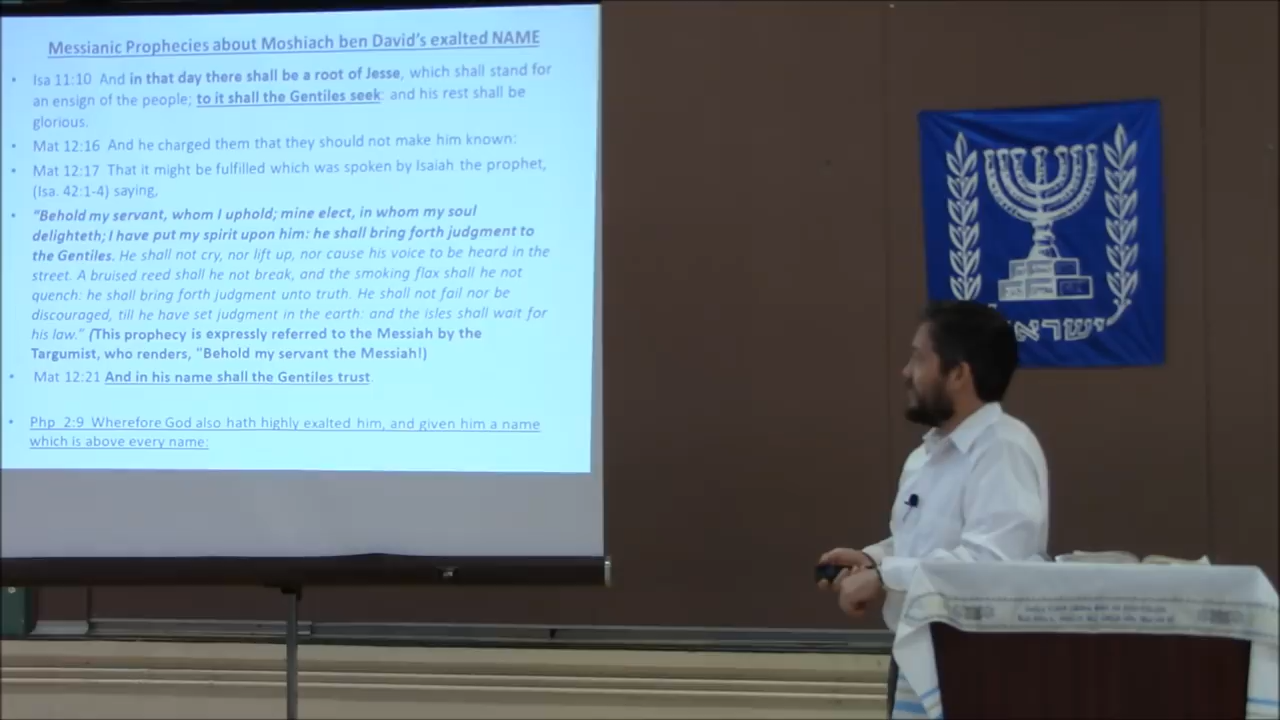 Messianic Prophecies about Moshiach ben David's exalted NAME
• Isa 11:10 And in that day there shall be a root of Jesse, which shall stand for
an ensign of the people; to it shall the Gentiles seek: and his rest shall be
glorious.
• Mat 12:16 And he charged them that they should not make him known:
• Mat 12:17 That it might be fulfilled which was spoken by Isaiah the prophet,
(Isa. 42:1-4) saying,
• "Behold my servant, whom I uphold; mine elect, in whom my soul
delighteth; I have put my spirit upon him: he shall bring forth judgment to
the Gentiles. He shall not cry, nor lift up, nor cause his voice to be heard in the
street. A bruised reed shall he not break, and the smoking flax shall he not
quench: he shall bring forth judgment unto truth. He shall not fail nor be
discouraged, till he have set judgment in the earth: and the isles shall wait for
his law." (This prophecy is expressly referred to the Messiah by the
Targumist, who renders, "Behold my servant the Messiah!)
• Mat 12:21 And in his name shall the Gentiles trust.
• Php 2:9 Wherefore God also hath highly exalted him, and given him a name
which is above every name:
ישרא